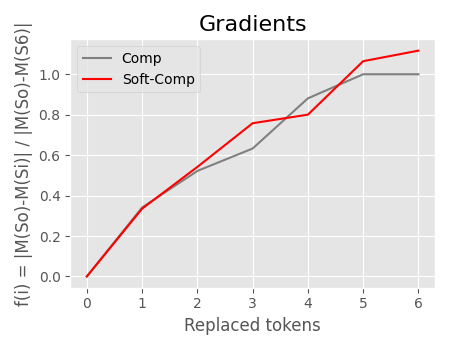 Gradients
Comp
Soft-Comp
f(i) = |M(So)-M(Si)| / |M(So)-M(S6)|
1.0
0.8
0.6
0.4
0.2
0.0
0 1 2 3 4 5 6
Replaced tokens